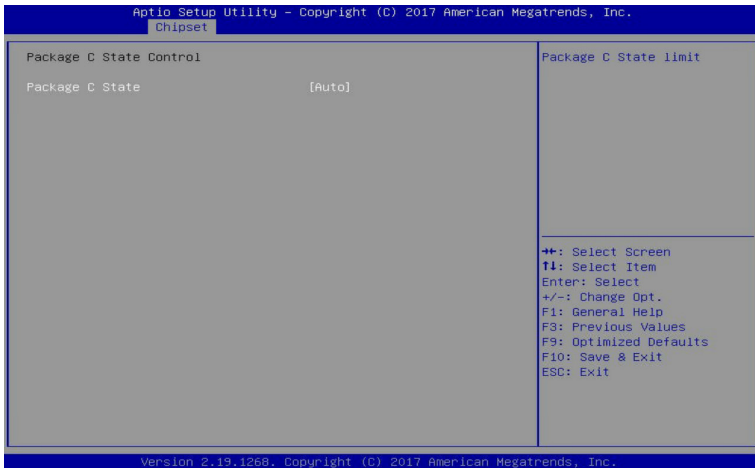 Aptio Setup Utility – Copyright (C) 2017 American Megatrends, Inc.
Chipset
Package C State Control
Package C State [Auto]
Package C State limit
→←: Select Screen
↑↓: Select Item
Enter: Select
+/-: Change Opt.
F1: General Help
F3: Previous Values
F9: Optimized Defaults
F10: Save & Exit
ESC: Exit
Version 2.19.1268. Copyright (C) 2017 American Megatrends, Inc.